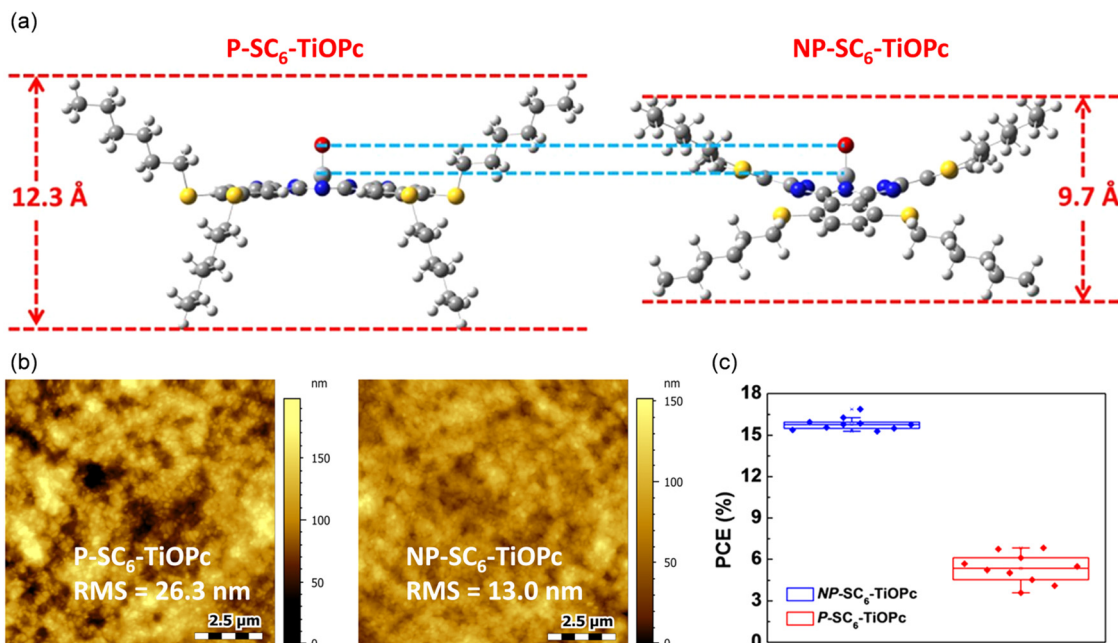 (a)
P-SC₆-TiOPc
NP-SC₆-TiOPc
12.3 Å
9.7 Å
(b)
nm
150
100
50
0
P-SC₆-TiOPc
RMS = 26.3 nm
2.5 µm
nm
150
100
50
0
NP-SC₆-TiOPc
RMS = 13.0 nm
2.5 µm
(c)
PCE (%)
18
15
12
9
6
3
0
NP-SC₆-TiOPc
P-SC₆-TiOPc